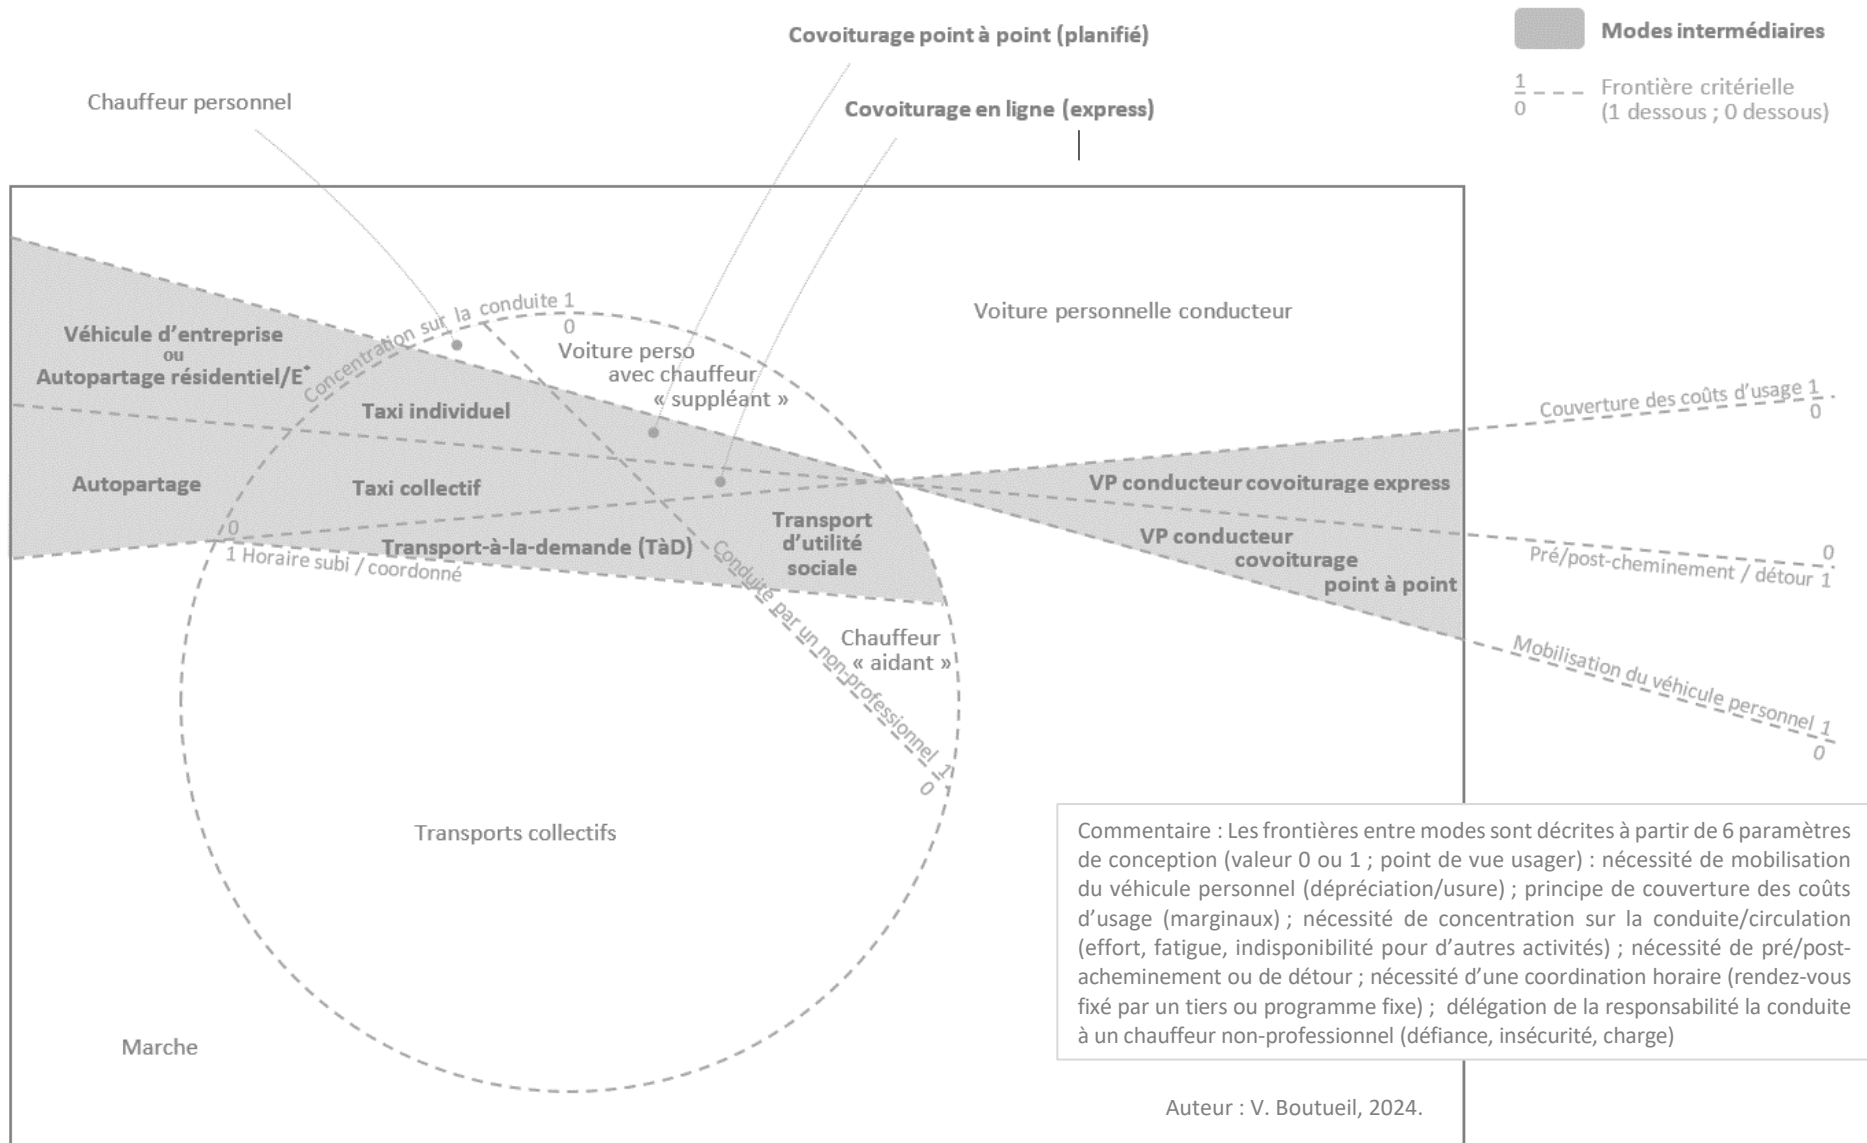 Covoiturage point à point (planifié)
Modes intermédiaires
Chauffeur personnel
Covoiturage en ligne (express)
1
0
Frontière critérielle
(1 dessous ; 0 dessous)
Concentration sur la conduite 1
0
Voiture personnelle conducteur
Véhicule d’entreprise
ou
Autopartage résidentiel/E*
Voiture perso
avec chauffeur
« suppléant »
Taxi individuel
Couverture des coûts d’usage 1
0
Autopartage
Taxi collectif
VP conducteur covoiturage express
0
1 Horaire subi / coordonné
Transport-à-la-demande (TàD)
Transport
d’utilité
sociale
VP conducteur
covoiturage
point à point
0
Pré/post-cheminement / détour 1
Conduite par un non-professionnel 1
0
Chauffeur
« aidant »
Mobilisation du véhicule personnel 1
0
Transports collectifs
Commentaire : Les frontières entre modes sont décrites à partir de 6 paramètres
de conception (valeur 0 ou 1 ; point de vue usager) : nécessité de mobilisation
du véhicule personnel (dépréciation/usure) ; principe de couverture des coûts
d’usage (marginaux) ; nécessité de concentration sur la conduite/circulation
(effort, fatigue, indisponibilité pour d’autres activités) ; nécessité de pré/post-
acheminement ou de détour ; nécessité d’une coordination horaire (rendez-vous
fixé par un tiers ou programme fixe) ; délégation de la responsabilité la conduite
à un chauffeur non-professionnel (défiance, insécurité, charge)
Marche
Auteur : V. Boutueil, 2024.